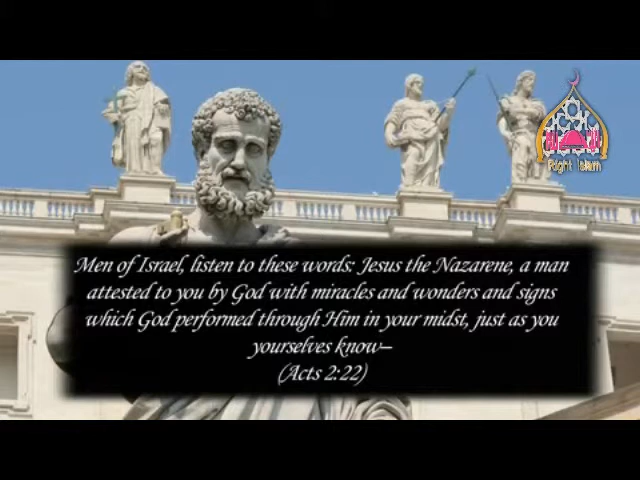 Right Islam
Men of Israel, listen to these words: Jesus the Nazarene, a man
attested to you by God with miracles and wonders and signs
which God performed through Him in your midst, just as you
yourselves know–
(Acts 2:22)